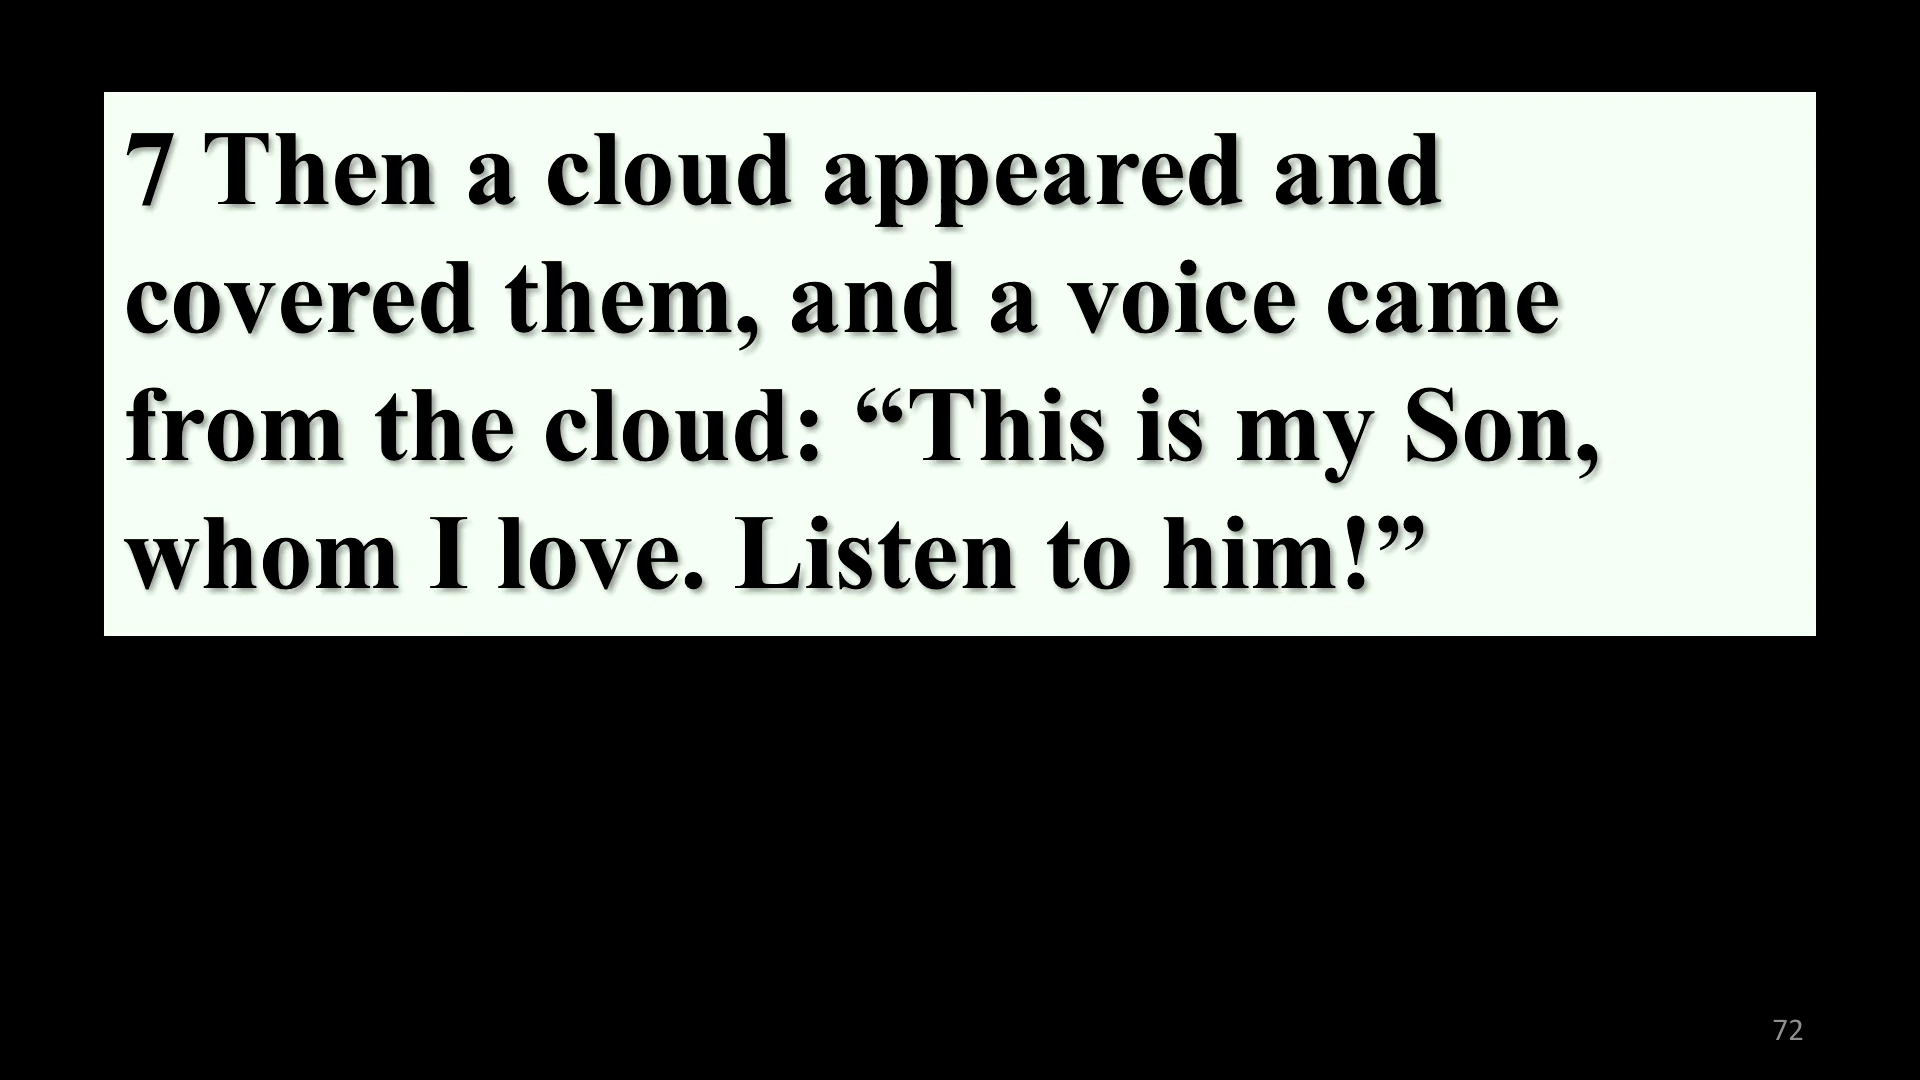 7 Then a cloud appeared and
covered them, and a voice came
from the cloud: “This is my Son,
whom I love. Listen to him!”
72